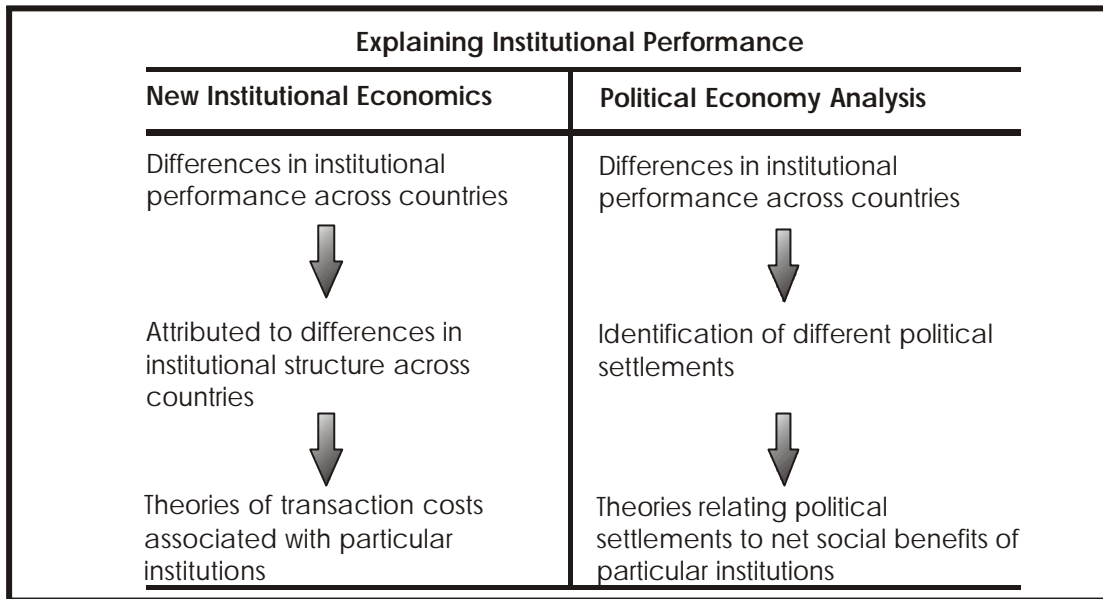 Explaining Institutional Performance
New Institutional Economics
Political Economy Analysis
Differences in institutional
performance across countries
Differences in institutional
performance across countries
Attributed to differences in
institutional structure across
countries
Identification of different political
settlements
Theories of transaction costs
associated with particular
institutions
Theories relating political
settlements to net social benefits of
particular institutions